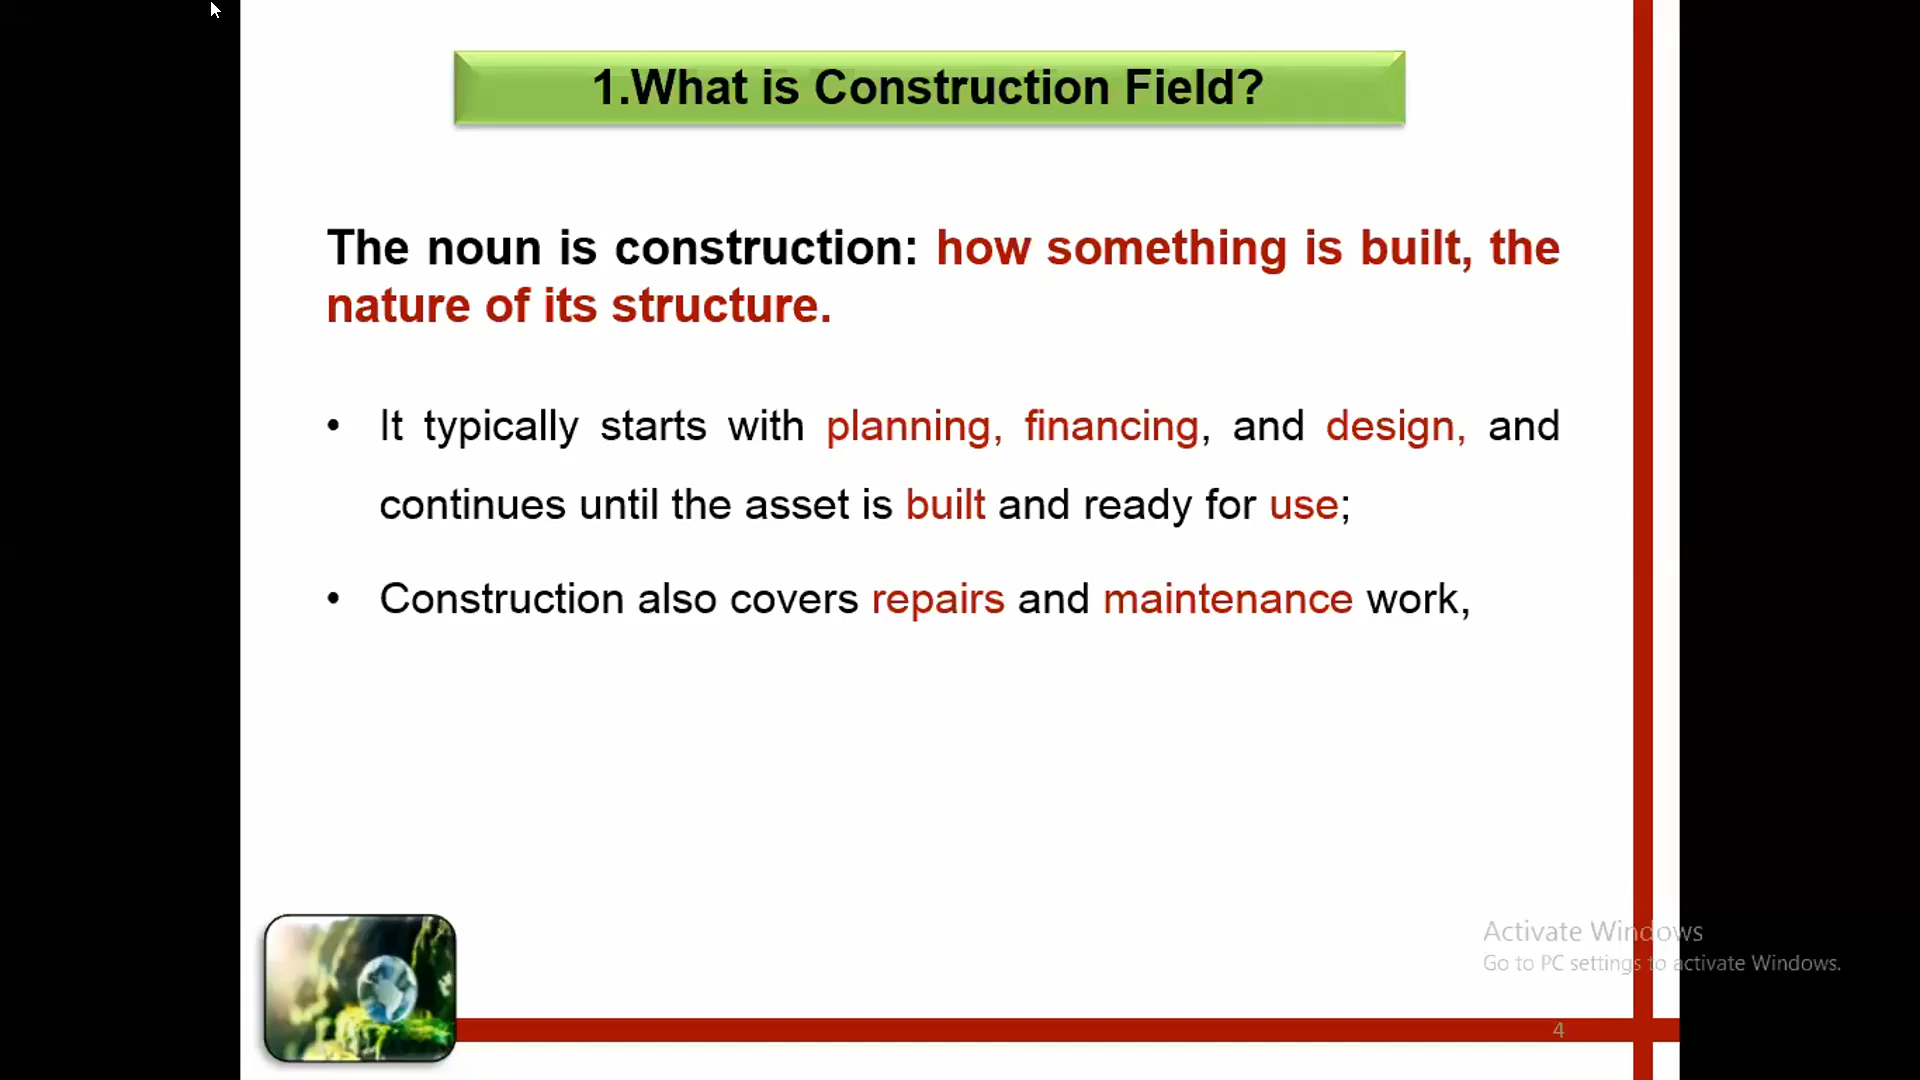 1.What is Construction Field?
The noun is construction: how something is built, the
nature of its structure.
• It typically starts with planning, financing, and design, and
continues until the asset is built and ready for use;
• Construction also covers repairs and maintenance work,
Activate Windows
Go to PC settings to activate Windows.
4